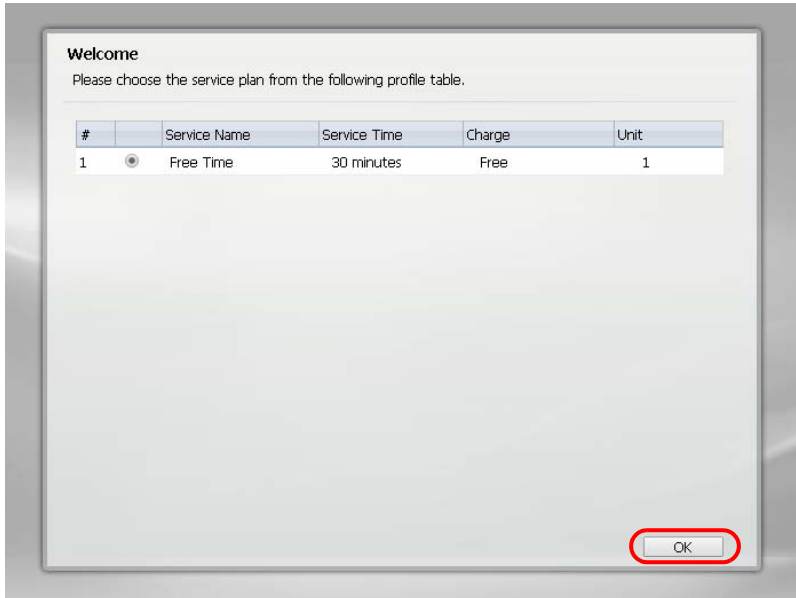 Welcome
Please choose the service plan from the following profile table.
# Service Name Service Time Charge Unit
1 Free Time 30 minutes Free 1
OK